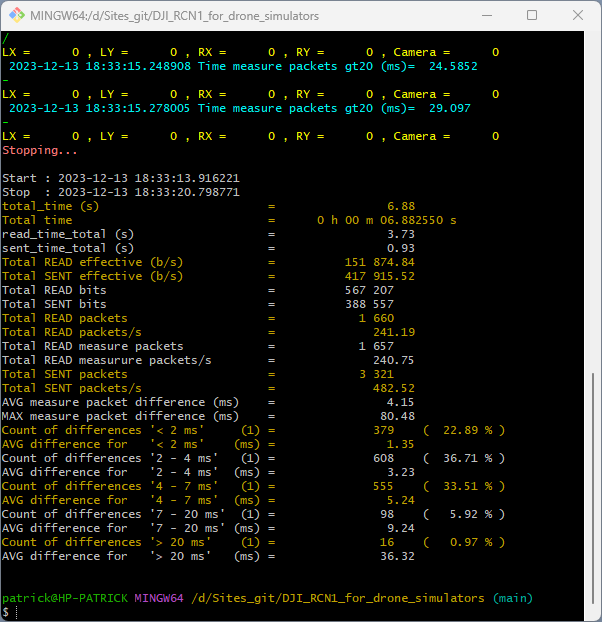 MINGW64:/d/Sites_git/DJI_RCN1_for_drone_simulators
/
LX =      0 , LY =      0 , RX =      0 , RY =      0 , Camera =      0
 2023-12-13 18:33:15.248908 Time measure packets gt20 (ms)=  24.5852
-
LX =      0 , LY =      0 , RX =      0 , RY =      0 , Camera =      0
 2023-12-13 18:33:15.278005 Time measure packets gt20 (ms)=  29.097
-
LX =      0 , LY =      0 , RX =      0 , RY =      0 , Camera =      0
Stopping...
Start : 2023-12-13 18:33:13.916221
Stop  : 2023-12-13 18:33:20.798771
total_time (s)                       =               6.88
Total time                           =      0 h 00 m 06.882550 s
read_time_total (s)                  =               3.73
sent_time_total (s)                  =               0.93
Total READ effective (b/s)           =         151 874.84
Total SENT effective (b/s)           =         417 915.52
Total READ bits                      =         567 207
Total SENT bits                      =         388 557
Total READ packets                   =           1 660
Total READ packets/s                 =             241.19
Total READ measure packets           =           1 657
Total READ measurure packets/s       =             240.75
Total SENT packets                   =           3 321
Total SENT packets/s                 =             482.52
AVG measure packet difference (ms)   =               4.15
MAX measure packet difference (ms)   =              80.48
Count of differences '< 2 ms'     (1) =             379    (  22.89 % )
AVG difference for   '< 2 ms'    (ms) =               1.35
Count of differences '2 - 4 ms'   (1) =             608    (  36.71 % )
AVG difference for   '2 - 4 ms'  (ms) =               3.23
Count of differences '4 - 7 ms'   (1) =             555    (  33.51 % )
AVG difference for   '4 - 7 ms'  (ms) =               5.24
Count of differences '7 - 20 ms'  (1) =              98    (   5.92 % )
AVG difference for   '7 - 20 ms' (ms) =               9.24
Count of differences '> 20 ms'    (1) =              16    (   0.97 % )
AVG difference for   '> 20 ms'   (ms) =              36.32
patrick@HP-PATRICK MINGW64 /d/Sites_git/DJI_RCN1_for_drone_simulators (main)
$